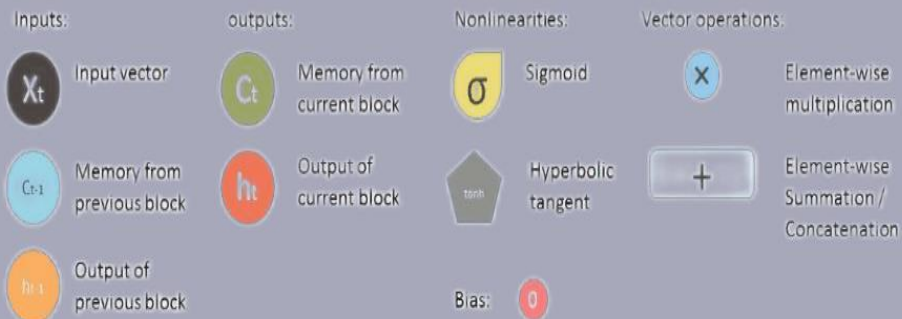 Inputs:
Xt
Input vector
Ct-1
Memory from
previous block
ht-1
Output of
previous block
outputs:
Ct
Memory from
current block
ht
Output of
current block
Nonlinearities:
σ
Sigmoid
tanh
Hyperbolic
tangent
Bias:
0
Vector operations:
×
Element-wise
multiplication
+
Element-wise
Summation /
Concatenation